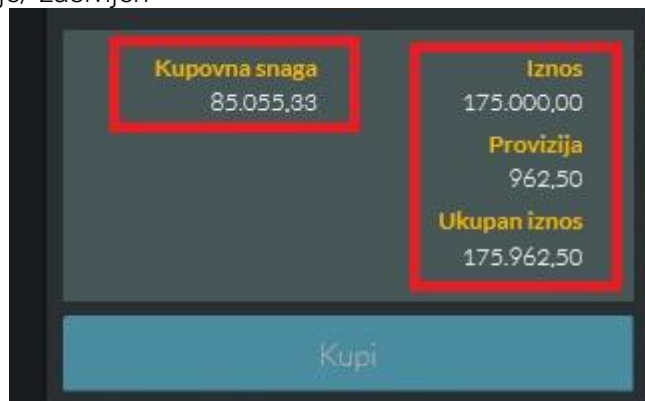 Kupovna snaga
85.055,33
Iznos
175.000,00
Provizija
962,50
Ukupan iznos
175.962,50
Kupi